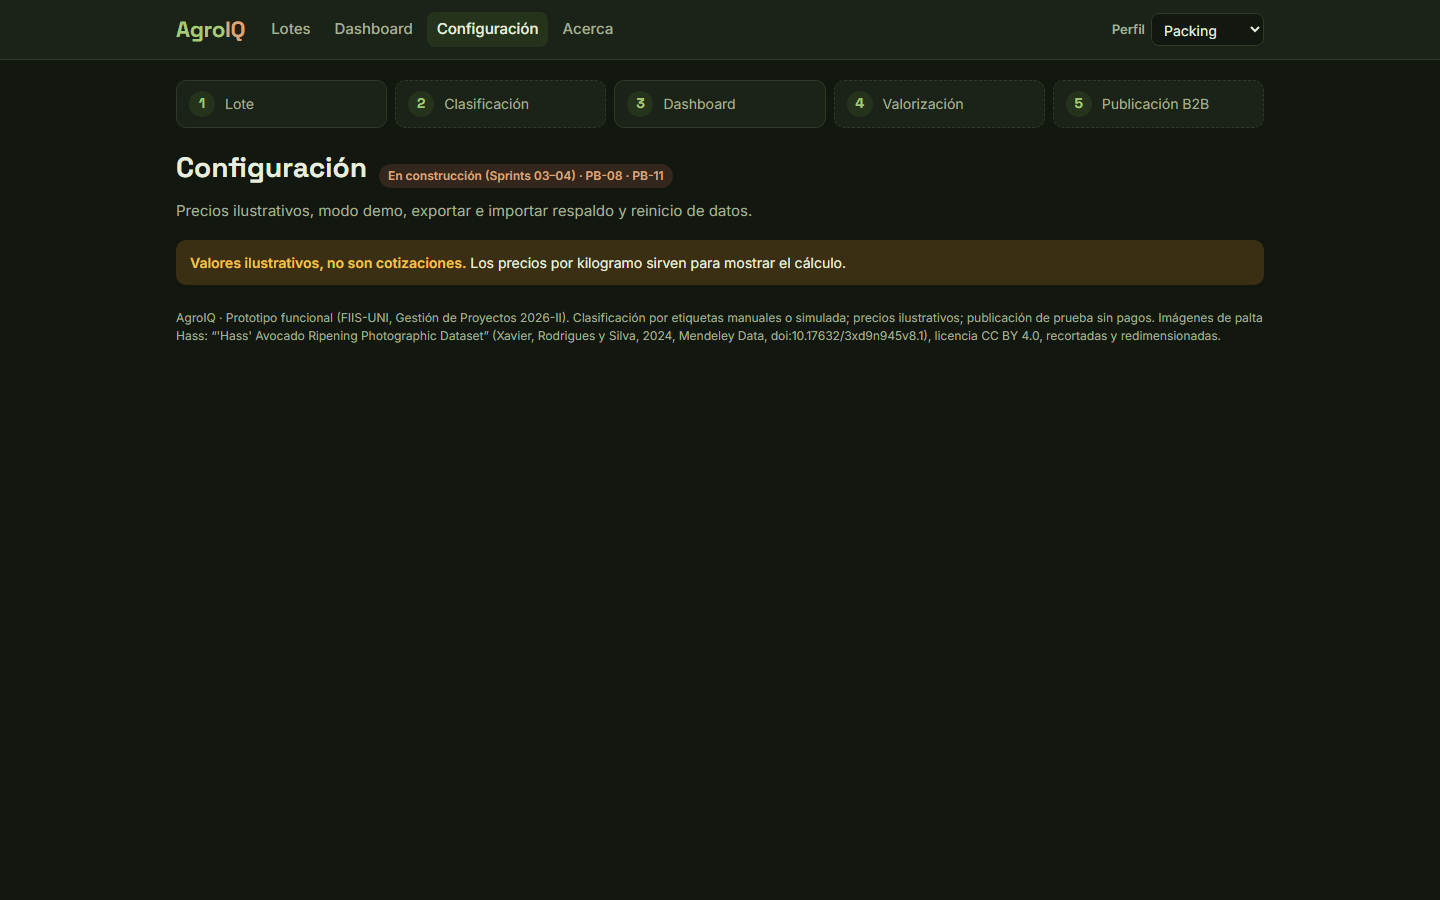 AgroIQ Lotes Dashboard Configuración Acerca Perfil Packing
1 Lote 2 Clasificación 3 Dashboard 4 Valorización 5 Publicación B2B
Configuración En construcción (Sprints 03–04) · PB-08 · PB-11
Precios ilustrativos, modo demo, exportar e importar respaldo y reinicio de datos.
Valores ilustrativos, no son cotizaciones. Los precios por kilogramo sirven para mostrar el cálculo.
AgroIQ · Prototipo funcional (FIIS-UNI, Gestión de Proyectos 2026-II). Clasificación por etiquetas manuales o simulada; precios ilustrativos; publicación de prueba sin pagos. Imágenes de palta
Hass: “'Hass' Avocado Ripening Photographic Dataset” (Xavier, Rodrigues y Silva, 2024, Mendeley Data, doi:10.17632/3xd9n945v8.1), licencia CC BY 4.0, recortadas y redimensionadas.